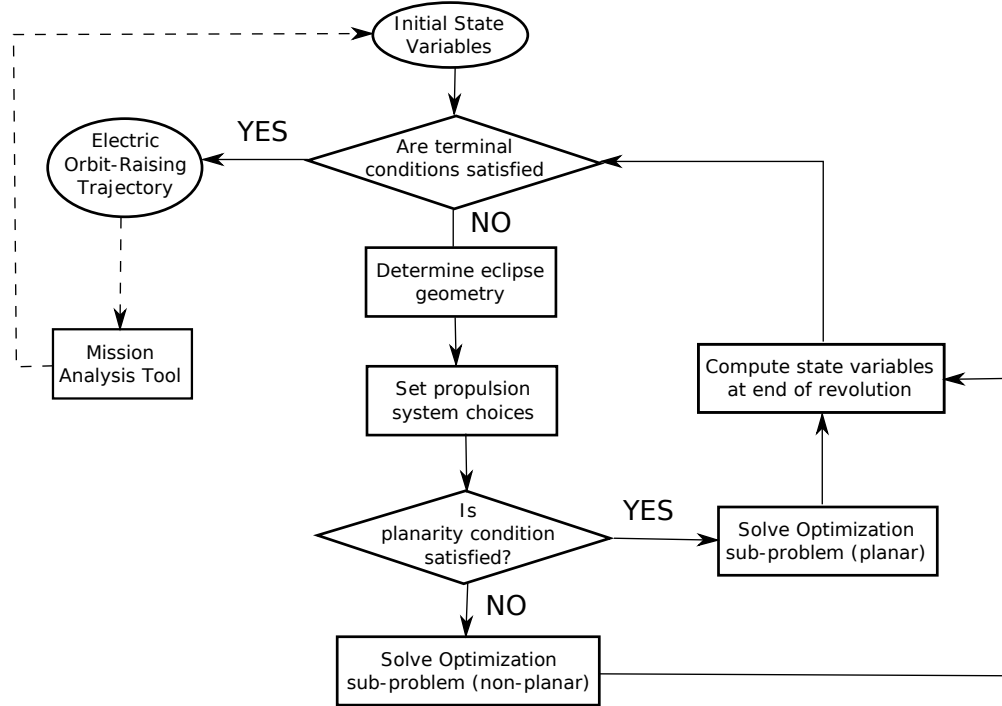 Initial State
Variables
YES
Electric
Orbit-Raising
Trajectory
Are terminal
conditions satisfied
NO
Determine eclipse
geometry
Mission
Analysis Tool
Set propulsion
system choices
Compute state variables
at end of revolution
Is
planarity condition
satisfied?
YES
Solve Optimization
sub-problem (planar)
NO
Solve Optimization
sub-problem (non-planar)